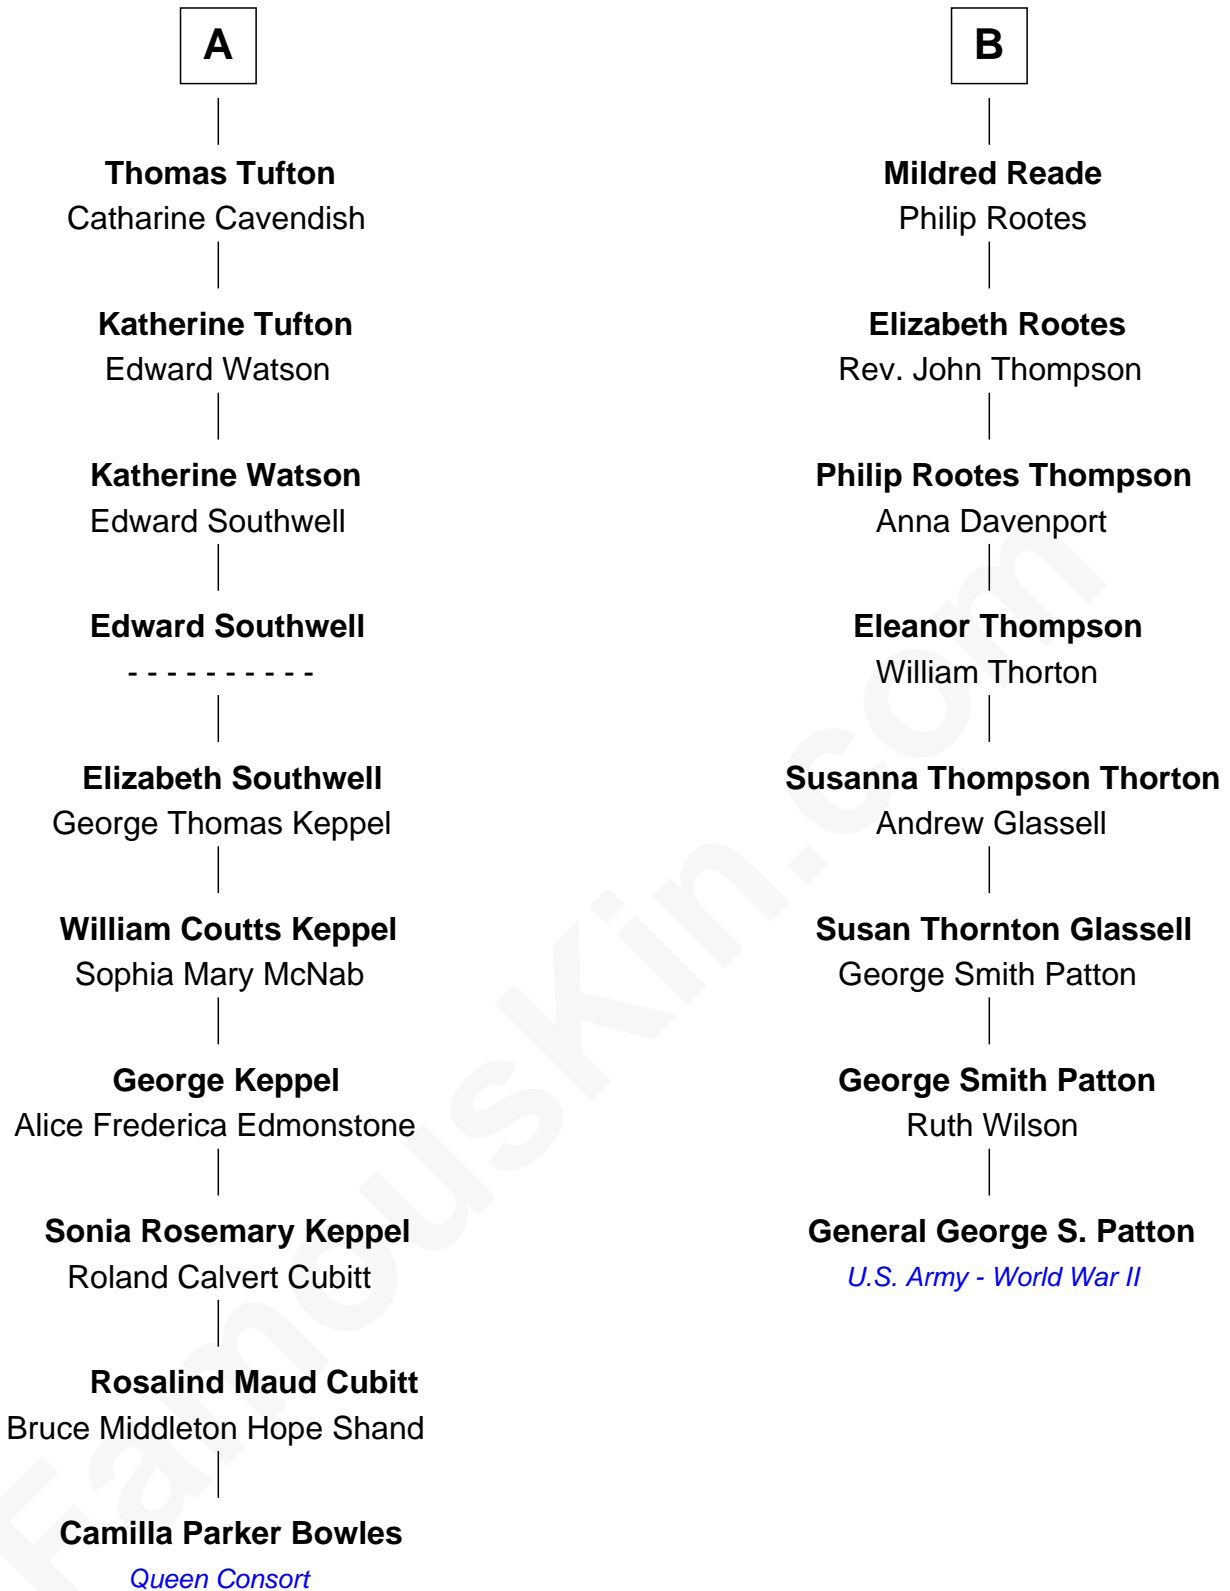 A
Thomas Tufton
Catharine Cavendish
Katherine Tufton
Edward Watson
Katherine Watson
Edward Southwell
Edward Southwell
- - - - - - - - - -
Elizabeth Southwell
George Thomas Keppel
William Coutts Keppel
Sophia Mary McNab
George Keppel
Alice Frederica Edmonstone
Sonia Rosemary Keppel
Roland Calvert Cubitt
Rosalind Maud Cubitt
Bruce Middleton Hope Shand
Camilla Parker Bowles
Queen Consort
B
Mildred Reade
Philip Rootes
Elizabeth Rootes
Rev. John Thompson
Philip Rootes Thompson
Anna Davenport
Eleanor Thompson
William Thorton
Susanna Thompson Thorton
Andrew Glassell
Susan Thornton Glassell
George Smith Patton
George Smith Patton
Ruth Wilson
General George S. Patton
U.S. Army - World War II
FamousKin.com